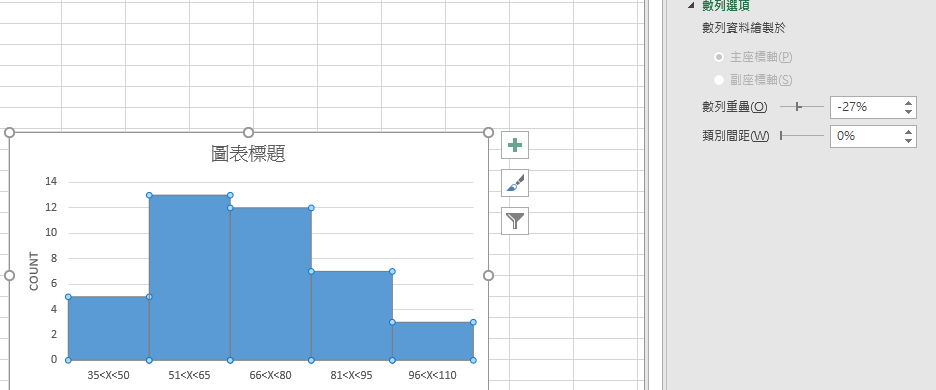 數列選項
數列資料繪製於
主座標軸(P)
副座標軸(S)
數列重疊(O) -27%
類別間距(W) 0%
圖表標題
COUNT
14
12
10
8
6
4
2
0
35<X<50 51<X<65 66<X<80 81<X<95 96<X<110